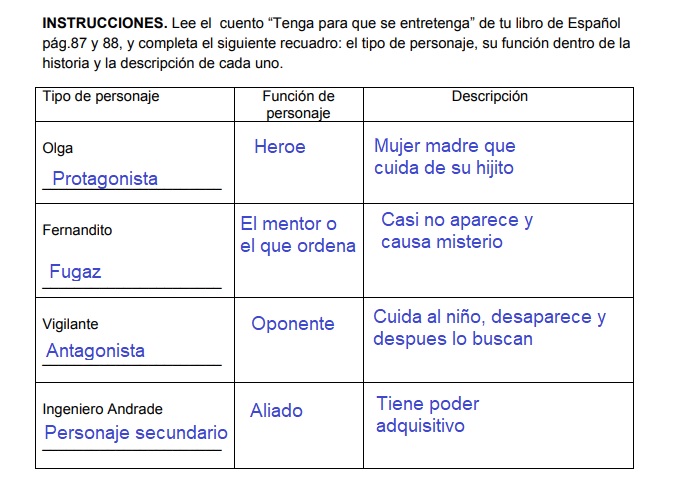 INSTRUCCIONES. Lee el  cuento “Tenga para que se entretenga” de tu libro de Español
pág.87 y 88, y completa el siguiente recuadro: el tipo de personaje, su función dentro de la
historia y la descripción de cada uno.
Tipo de personaje
Función de
personaje
Descripción
Olga
Protagonista
Heroe
Mujer madre que
cuida de su hijito
Fernandito
Fugaz
El mentor o
el que ordena
Casi no aparece y
causa misterio
Vigilante
Antagonista
Oponente
Cuida al niño, desaparece y
despues lo buscan
Ingeniero Andrade
Personaje secundario
Aliado
Tiene poder
adquisitivo